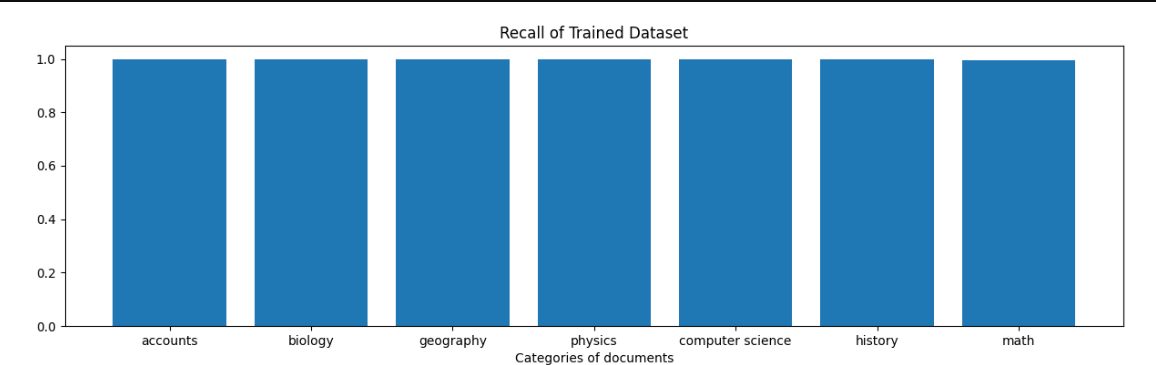 Recall of Trained Dataset
1.0
0.8
0.6
0.4
0.2
0.0
accounts biology geography physics computer science history math
Categories of documents